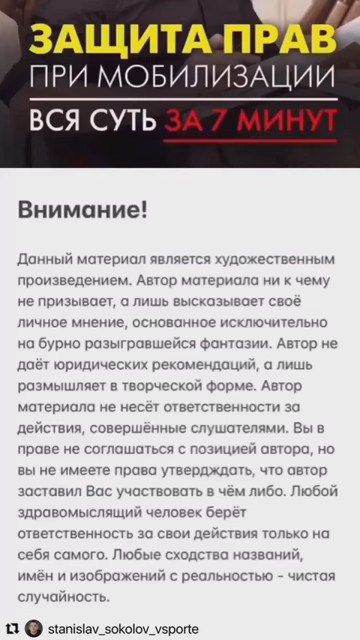 ЗАЩИТА ПРАВ
ПРИ МОБИЛИЗАЦИИ
ВСЯ СУТЬ ЗА 7 МИНУТ
Внимание!
Данный материал является художественным
произведением. Автор материала ни к чему
не призывает, а лишь высказывает своё
личное мнение, основанное исключительно
на бурно разыгравшейся фантазии. Автор не
даёт юридических рекомендаций, а лишь
размышляет в творческой форме. Автор
материала не несёт ответственности за
действия, совершённые слушателями. Вы в
праве не соглашаться с позицией автора, но
вы не имеете права утвердждать, что автор
заставил Вас участвовать в чём либо. Любой
здравомыслящий человек берёт
ответственность за свои действия только на
себя самого. Любые сходства названий,
имён и изображений с реальностью - чистая
случайность.
stanislav_sokolov_vsporte